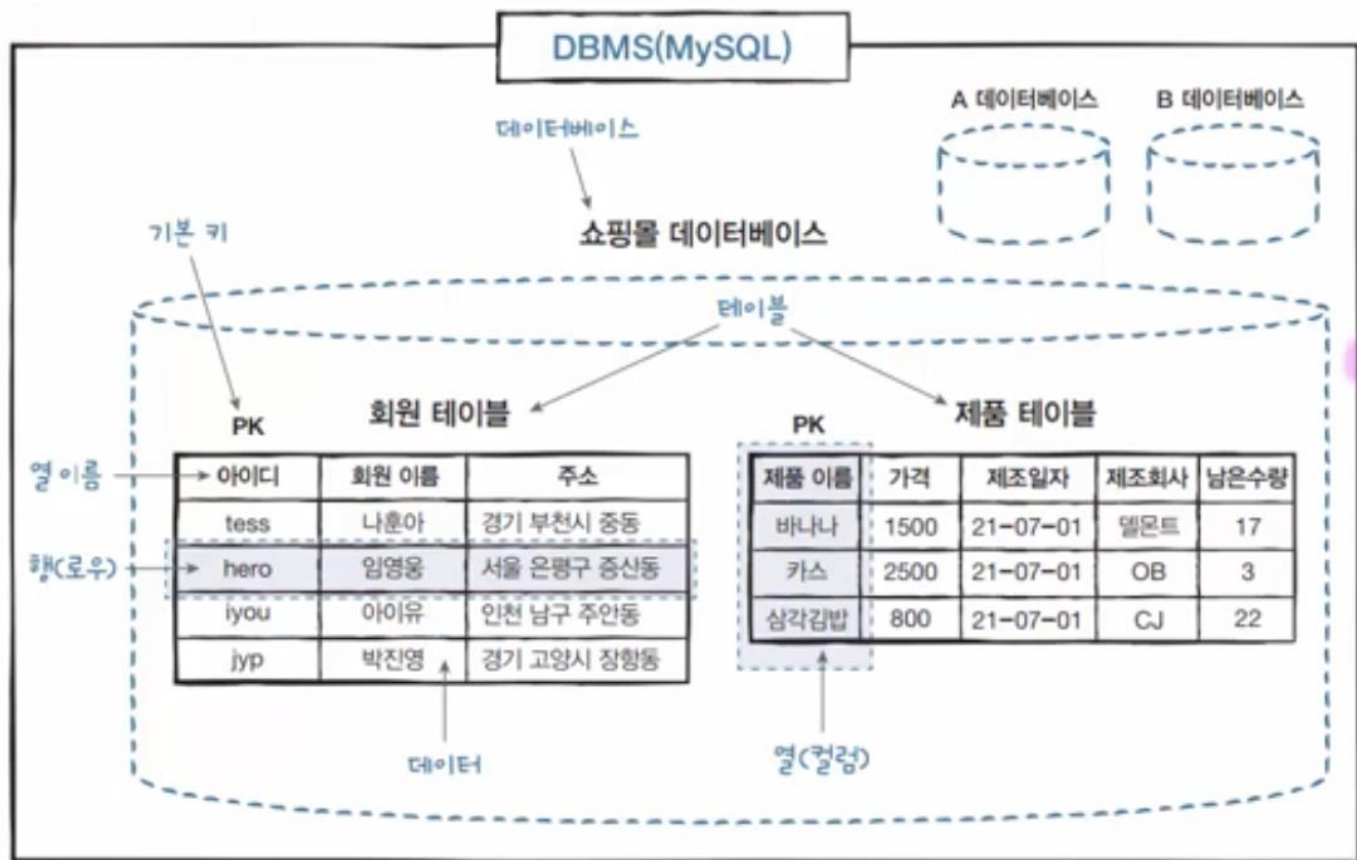 DBMS(MySQL)
A 데이터베이스 B 데이터베이스
데이터베이스
기본 키
쇼핑몰 데이터베이스
테이블
PK 회원 테이블
PK 제품 테이블
열 이름
아이디 회원 이름 주소
tess 나훈아 경기 부천시 중동
행(로우)
hero 임영웅 서울 은평구 증산동
iyou 아이유 인천 남구 주안동
jyp 박진영 경기 고양시 장항동
제품 이름 가격 제조일자 제조회사 남은수량
바나나 1500 21-07-01 델몬트 17
카스 2500 21-07-01 OB 3
삼각김밥 800 21-07-01 CJ 22
데이터
열(컬럼)